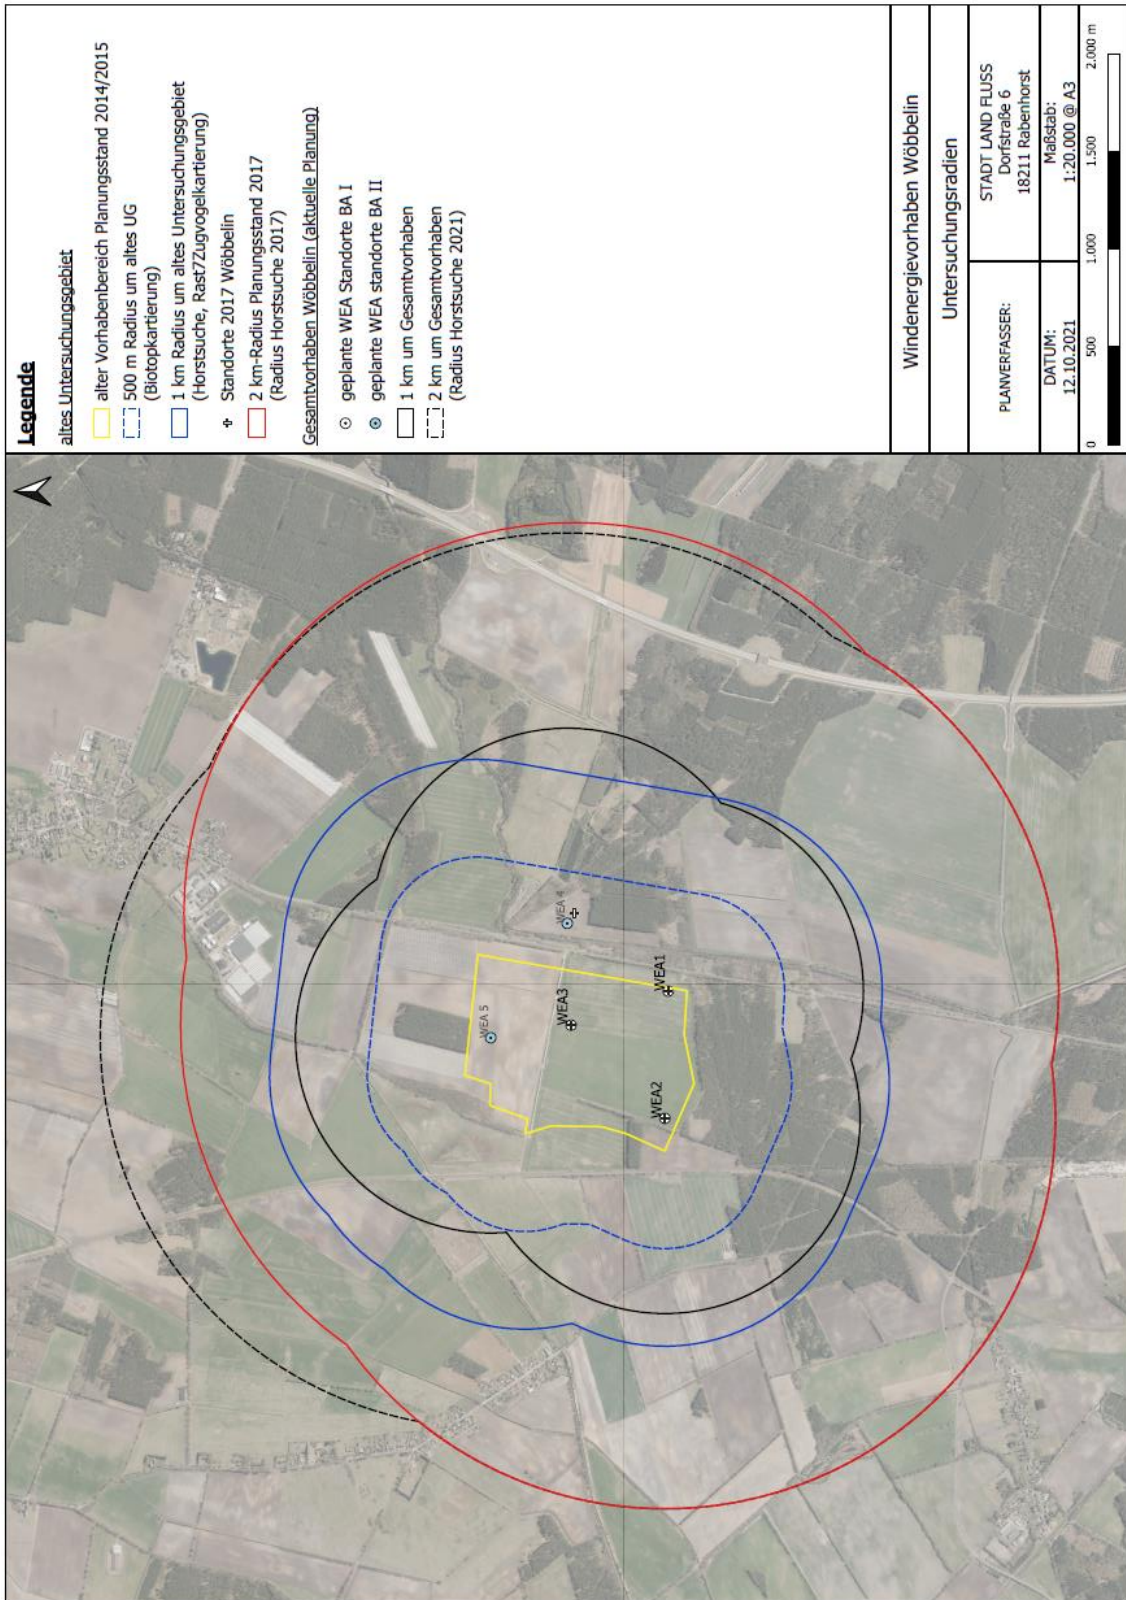 Legende
altes Untersuchungsgebiet
alter Vorhabenbereich Planungsstand 2014/2015
500 m Radius um altes UG
(Biotopkartierung)
1 km Radius um altes Untersuchungsgebiet
(Horstsuche, Rast7Zugvogelkartierung)
Standorte 2017 Wöbbelin
2 km-Radius Planungsstand 2017
(Radius Horstsuche 2017)
Gesamtvorhaben Wöbbelin (aktuelle Planung)
geplante WEA Standorte BA I
geplante WEA standorte BA II
1 km um Gesamtvorhaben
2 km um Gesamtvorhaben
(Radius Horstsuche 2021)
Windenergievorhaben Wöbbelin
Untersuchungsradien
PLANVERFASSER:
STADT LAND FLUSS
Dorfstraße 6
18211 Rabenhorst
DATUM:
12.10.2021
Maßstab:
1:20.000 @ A3
0 500 1.000 1.500 2.000 m
WEA 5
WEA 4
WEA3
WEA1
WEA2